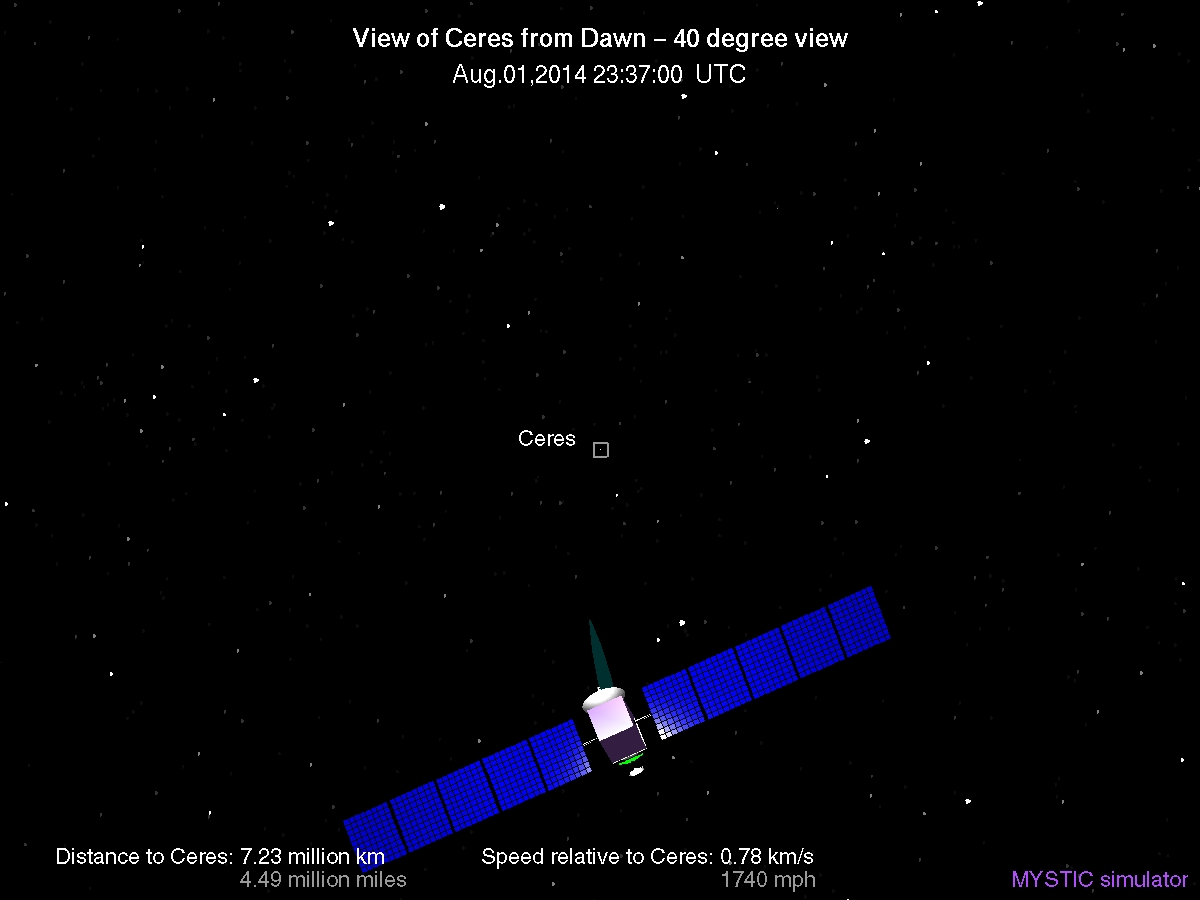 View of Ceres from Dawn – 40 degree view
Aug.01,2014 23:37:00 UTC
Ceres
Distance to Ceres: 7.23 million km
4.49 million miles
Speed relative to Ceres: 0.78 km/s
1740 mph
MYSTIC simulator